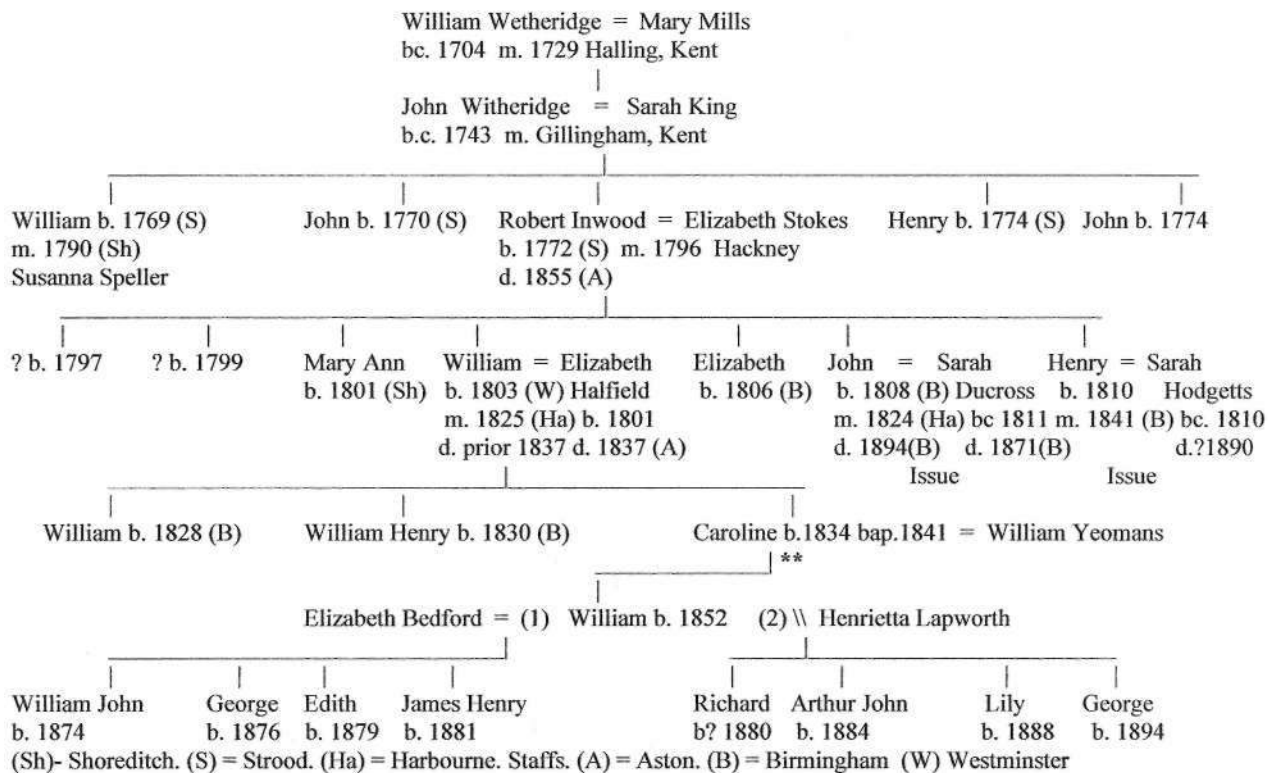 William Wetheridge = Mary Mills
bc. 1704 m. 1729 Halling, Kent
John Witheridge = Sarah King
b.c. 1743 m. Gillingham, Kent
William b. 1769 (S) John b. 1770 (S) Robert Inwood = Elizabeth Stokes Henry b. 1774 (S) John b. 1774
m. 1790 (Sh) b. 1772 (S) m. 1796 Hackney
Susanna Speller d. 1855 (A)
? b. 1797 ? b. 1799 Mary Ann William = Elizabeth Elizabeth John = Sarah Henry = Sarah
b. 1801 (Sh) b. 1803 (W) Halfield b. 1806 (B) b. 1808 (B) Ducross b. 1810 Hodgetts
m. 1825 (Ha) b. 1801 m. 1824 (Ha) bc 1811 m. 1841 (B) bc. 1810
d. prior 1837 d. 1837 (A) d. 1894(B) d. 1871(B) d.?1890
Issue Issue
William b. 1828 (B) William Henry b. 1830 (B) Caroline b.1834 bap.1841 = William Yeomans
**
Elizabeth Bedford = (1) William b. 1852 (2) \\ Henrietta Lapworth
William John George Edith James Henry Richard Arthur John Lily George
b. 1874 b. 1876 b. 1879 b. 1881 b? 1880 b. 1884 b. 1888 b. 1894
(Sh)- Shoreditch. (S) = Strood. (Ha) = Harbourne. Staffs. (A) = Aston. (B) = Birmingham (W) Westminster